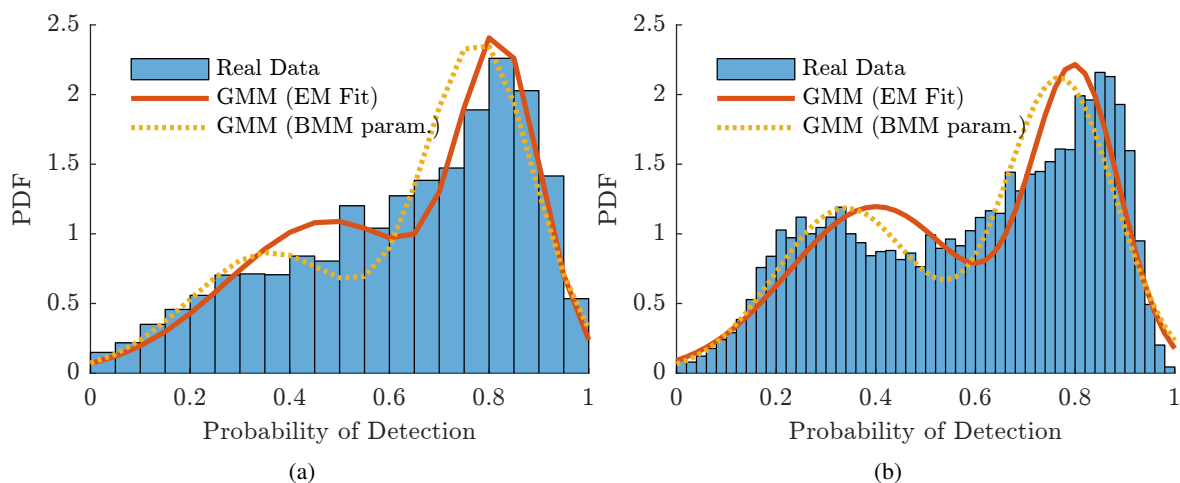 2.5
2
1.5
1
0.5
0
PDF
Real Data
GMM (EM Fit)
GMM (BMM param.)
0 0.2 0.4 0.6 0.8 1
Probability of Detection
(a)
2.5
2
1.5
1
0.5
0
PDF
Real Data
GMM (EM Fit)
GMM (BMM param.)
0 0.2 0.4 0.6 0.8 1
Probability of Detection
(b)